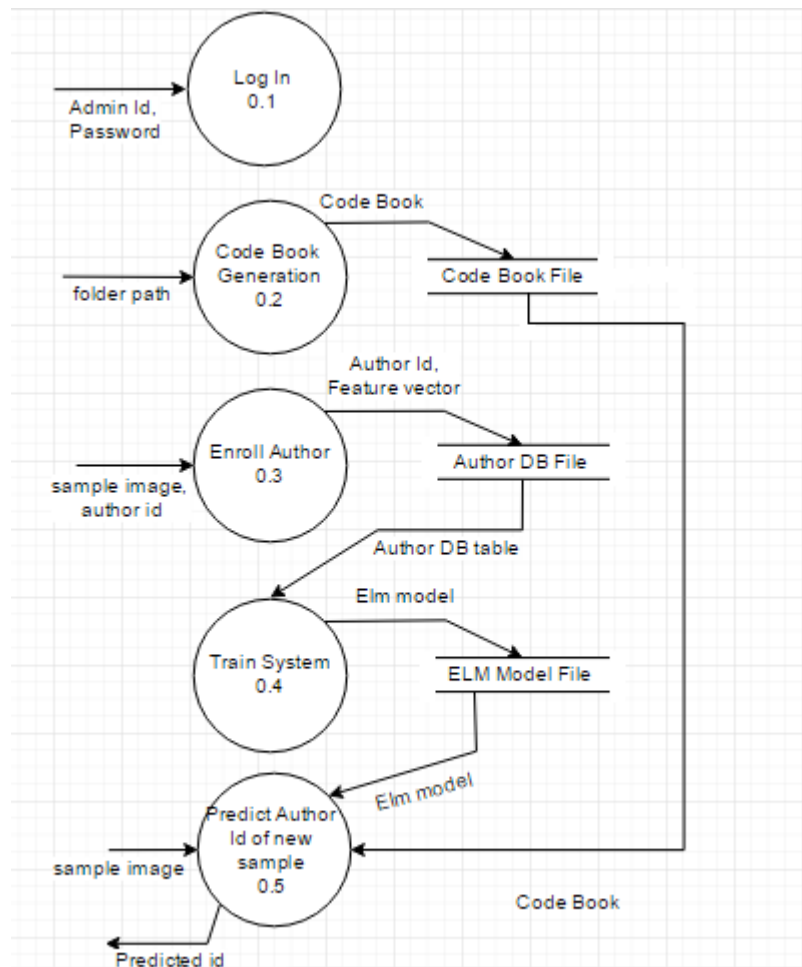 Log In
0.1
Admin Id,
Password
Code Book
Code Book
Generation
0.2
folder path
Code Book File
Author Id,
Feature vector
Enroll Author
0.3
sample image,
author id
Author DB File
Author DB table
Elm model
Train System
0.4
ELM Model File
Elm model
Predict Author
Id of new
sample
0.5
sample image
Code Book
Predicted id